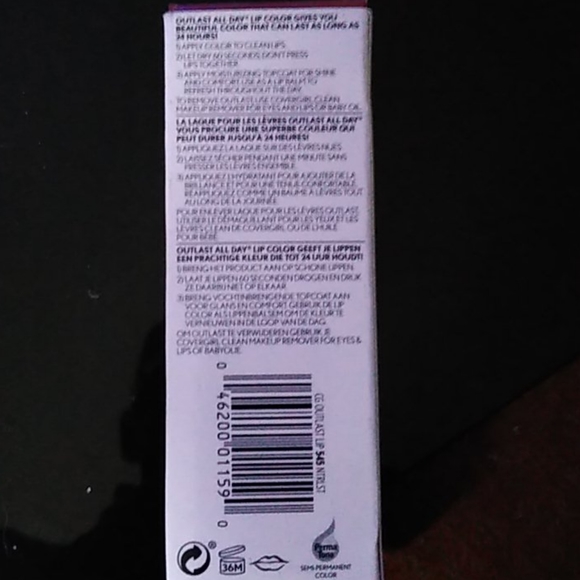 OUTLAST ALL DAY* LIP COLOR GIVES YOU
BEAUTIFUL COLOR THAT CAN LAST AS LONG AS
24 HOURS!
1) APPLY COLOR TO CLEAN LIPS.
2) LET DRY 60 SECONDS, DON'T PRESS
LIPS TOGETHER.
3) APPLY MOISTURIZING TOPCOAT FOR SHINE
AND COMFORT. USE AS A LIP BALM TO
REFRESH THROUGHOUT THE DAY.
TO REMOVE OUTLAST, USE COVERGIRL CLEAN
MAKEUP REMOVER FOR EYES AND LIPS OR BABY OIL.
LA LAQUE POUR LES LÈVRES OUTLAST ALL DAY*
VOUS PROCURE UNE SUPERBE COULEUR QUI
PEUT DURER JUSQU'À 24 HEURES!
1) APPLIQUEZ LA LAQUE SUR DES LÈVRES NUES.
2) LAISSEZ SÉCHER PENDANT UNE MINUTE SANS
PRESSER LES LÈVRES ENSEMBLE.
3) APPLIQUEZ L'HYDRATANT POUR AJOUTER DE LA
BRILLANCE ET POUR UNE TENUE CONFORTABLE.
RÉAPPLIQUEZ COMME UN BAUME À LÈVRES TOUT
AU LONG DE LA JOURNÉE.
POUR ENLEVER LAQUE POUR LES LÈVRES OUTLAST,
UTILISER LE DÉMAQUILLANT POUR LES YEUX ET LES
LÈVRES CLEAN DE COVERGIRL OU DE L'HUILE
POUR BÉBÉ.
OUTLAST ALL DAY* LIP COLOR GEEFT JE LIPPEN
EEN PRACHTIGE KLEUR DIE TOT 24 UUR HOUDT!
1) BRENG HET PRODUCT AAN OP SCHONE LIPPEN.
2) LAAT JE LIPPEN 60 SECONDEN DROGEN EN DRUK
ZE DAARBIJ NIET OP ELKAAR.
3) BRENG VOCHTINBRENGENDE TOPCOAT AAN
VOOR GLANS EN COMFORT. GEBRUIK DE LIP
COLOR ALS LIPPENBALSEM OM DE KLEUR TE
VERNIEUWEN IN DE LOOP VAN DE DAG.
OM OUTLAST TE VERWIJDEREN GEBRUIK JE
COVERGIRL CLEAN MAKEUP REMOVER FOR EYES &
LIPS OF BABYOLIE.
0 46200 01159 0
CG OUTLAST LIP 545 NTRLST
®
36M
Perma
Tone
SEMI-PERMANENT
COLOR